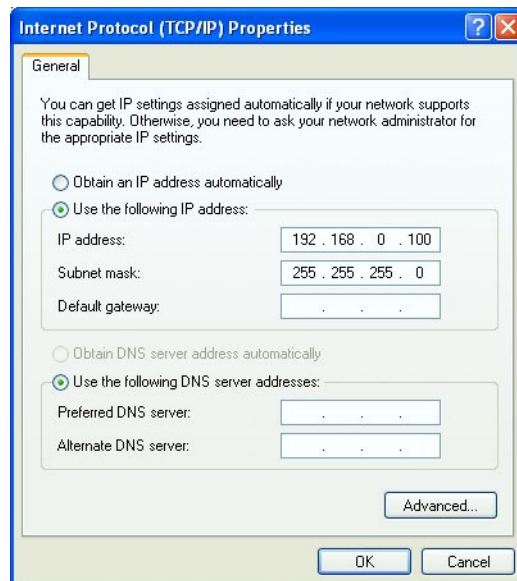 Internet Protocol (TCP/IP) Properties
General
You can get IP settings assigned automatically if your network supports
this capability. Otherwise, you need to ask your network administrator for
the appropriate IP settings.
Obtain an IP address automatically
Use the following IP address:
IP address: 192 . 168 . 0 . 100
Subnet mask: 255 . 255 . 255 . 0
Default gateway: . . .
Obtain DNS server address automatically
Use the following DNS server addresses:
Preferred DNS server: . . .
Alternate DNS server: . . .
Advanced...
OK Cancel